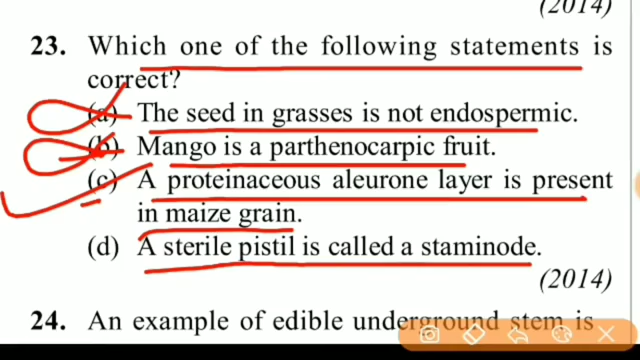 (2014)
23. Which one of the following statements is
correct?
(a) The seed in grasses is not endospermic.
(b) Mango is a parthenocarpic fruit.
(c) A proteinaceous aleurone layer is present
in maize grain.
(d) A sterile pistil is called a staminode.
(2014)
24. An example of edible underground stem is